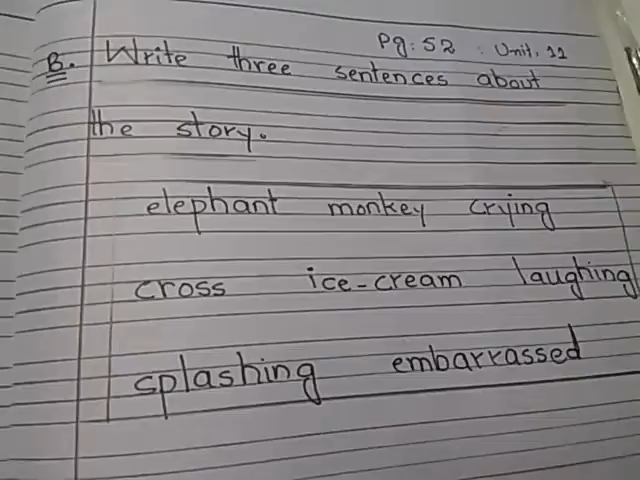 Pg: 52 : Unit. 11
B. Write three sentences about
the story.
elephant monkey crying
cross ice-cream laughing
splashing embarrassed